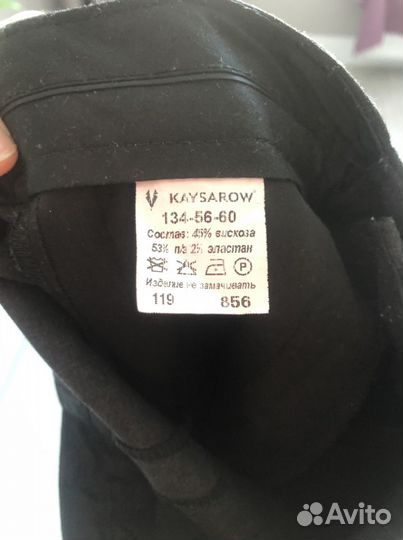 KAYSAROW
134-56-60
Состав: 45% вискоза
53% п/э 2% эластан
P
Изделие не замачивать
119 856
Avito